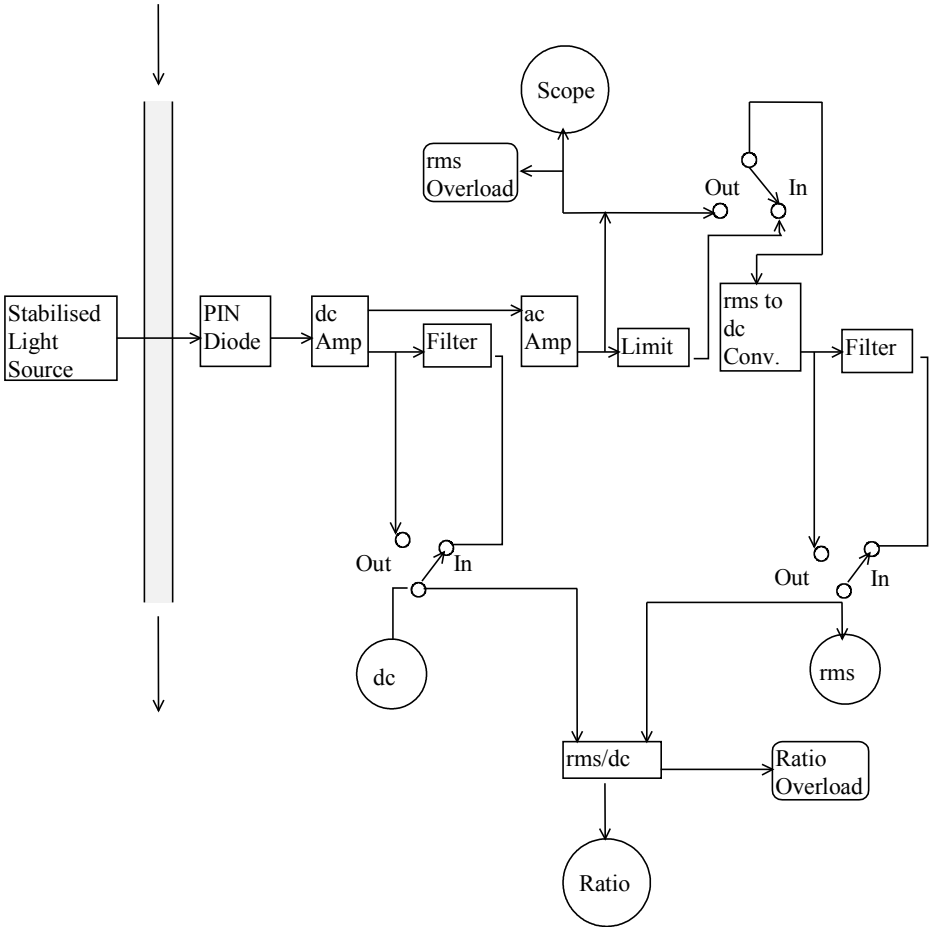 Scope
rms
Overload
Out
In
Stabilised
Light
Source
PIN
Diode
dc
Amp
Filter
ac
Amp
Limit
rms to
dc
Conv.
Filter
Out
In
Out
In
dc
rms
rms/dc
Ratio
Overload
Ratio